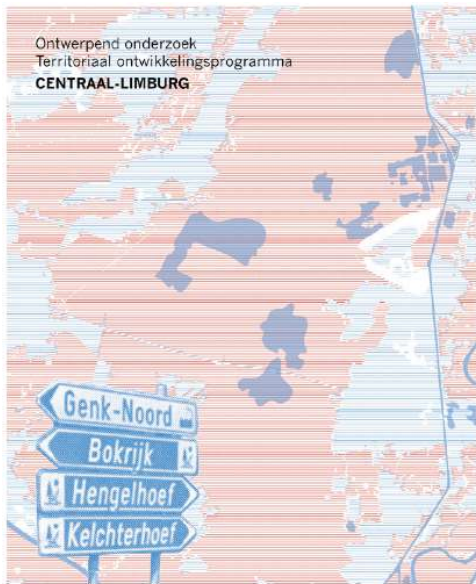 Ontwerpend onderzoek
Territoriaal ontwikkelingsprogramma
CENTRAAL-LIMBURG
Genk-Noord
Bokrijk
Hengelhoef
Kelchterhoef